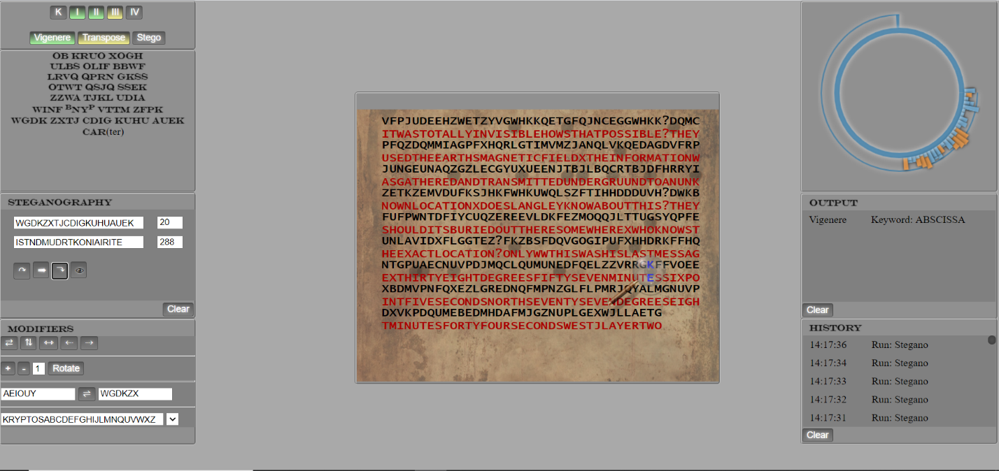 K I II III IV
Vigenere Transpose Stego
OB KRUO XOGH
ULBS OLIF BBWF
LRVQ QPRN GKSS
OTWT QSJQ SSEK
ZZWA TJKL UDIA
WINF BNYP VTTM ZFPK
WGDK ZXTJ CDIG KUHU AUEK
CAR(ter)
STEGANOGRAPHY
WGDKZXTJCDIGKUHUAUEK 20
ISTNDMUDRTKONIAIRITE 288
Clear
MODIFIERS
+ - 1 Rotate
AEIOUY WGDKZX
KRYPTOSABCDEFGHIJLMNQUVWXZ
VFPJUDEEHZWETZYVGWHKKQETGFQJNCEGGWHKK?DQMC
ITWASTOTALLYINVISIBLEHOWSTHATPOSSIBLE?THEY
PFQZDQMMIAGPFXHQRLGTIMVMZJANQLVKQEDAGDVFRP
USEDTHEEARTHSMAGNETICFIELDXTHEINFORMATIONW
JUNGEUNAQZGZLECGYUXUEENJTBJLBQCRTBJDFHRRYI
ASGATHEREDANDTRANSMITTEDUNDERGRUUNDTOANUNK
ZETKZEMVDUFKSJHKFWHKUWQLSZFTIHHDDDUVH?DWKB
NOWNLOCATIONXDOESLANGLEYKNOWABOUTTHIS?THEY
FUFPWNTDFIYCUQZEREEVLDKFEZMOQQJLTTUGSYQPFE
SHOULDITSBURIEDOUTTHERESOMEWHEREXWHOKNOWST
UNLAVIDXFLGGTEZ?FKZBSFDQVGOGIPUFXHHDRKFFHQ
HEEXACTLOCATION?ONLYWWTHISWASHISLASTMESSAG
NTGPUAECNUVPDJMQCLQUMUNEDFQELZZVRRGKFFVOEE
EXTHIRTYEIGHTDEGREESFIFTYSEVENMINUTESSIXPO
XBDMVPNFQXEZLGREDNQFMPNZGLFLPMRJQYALMGNUVP
INTFIVESECONDSNORTHSEVENTYSEVENDEGREESEIGH
DXVKPDQUMEBEDMHDAFMJGZNUPLGEXWJLLAETG
TMINUTESFORTYFOURSECONDSWESTJLAYERTWO
OUTPUT
Vigenere Keyword: ABSCISSA
Clear
HISTORY
14:17:36 Run: Stegano
14:17:34 Run: Stegano
14:17:33 Run: Stegano
14:17:32 Run: Stegano
14:17:31 Run: Stegano
Clear